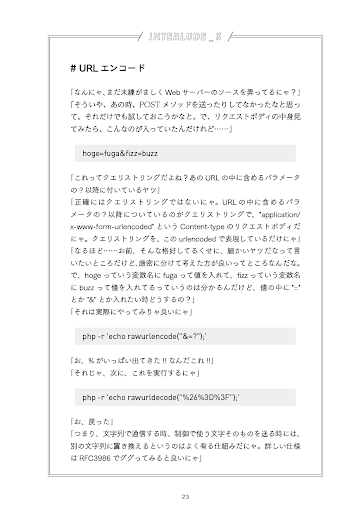 INTERLUDE_3
# URL エンコード
「なんにゃ、まだ未練がましく Web サーバーのソースを弄ってるにゃ？」
「そういや、あの時、POST メソッドを送ったりしてなかったなと思っ
て。それだけでも試しておこうかなと。で、リクエストボディの中身見
てみたら、こんなのが入っていたんだけれど……」
hoge=fuga&fizz=buzz
「これってクエリストリングだよね？あの URL の中に含めるパラメータ
の？以降に付いているヤツ」
「正確にはクエリストリングではないにゃ。URL の中に含めるパラ
メータの？以降についているのがクエリストリングで、"application/
x-www-form-urlencoded" という Content-type のリクエストボディだ
にゃ。クエリストリングを、この urlencoded で表現しているだけにゃ」
「なるほど……お前、そんな格好してるくせに、細かいヤツだなって言
いたいところだけど、厳密に分けて考えた方が良いってところなんだな。
で、hoge っていう変数名に fuga って値を入れて、fizz っていう変数名
に buzz って値を入れてるっていうのは分かるんだけど、値の中に "="
とか "&" とか入れたい時どうするの？」
「それは実際にやってみりゃ良いにゃ」
php -r 'echo rawurlencode("&=?");'
「お、% がいっぱい出てきた !! なんだこれ !!」
「それじゃ、次に、これを実行するにゃ」
php -r 'echo rawurldecode("%26%3D%3F");'
「お、戻った」
「つまり、文字列で通信する時、制御で使う文字そのものを送る時には、
別の文字列に置き換えるというのはよく有る仕組みだにゃ。詳しい仕様
は RFC3986 でググってみると良いにゃ」
23